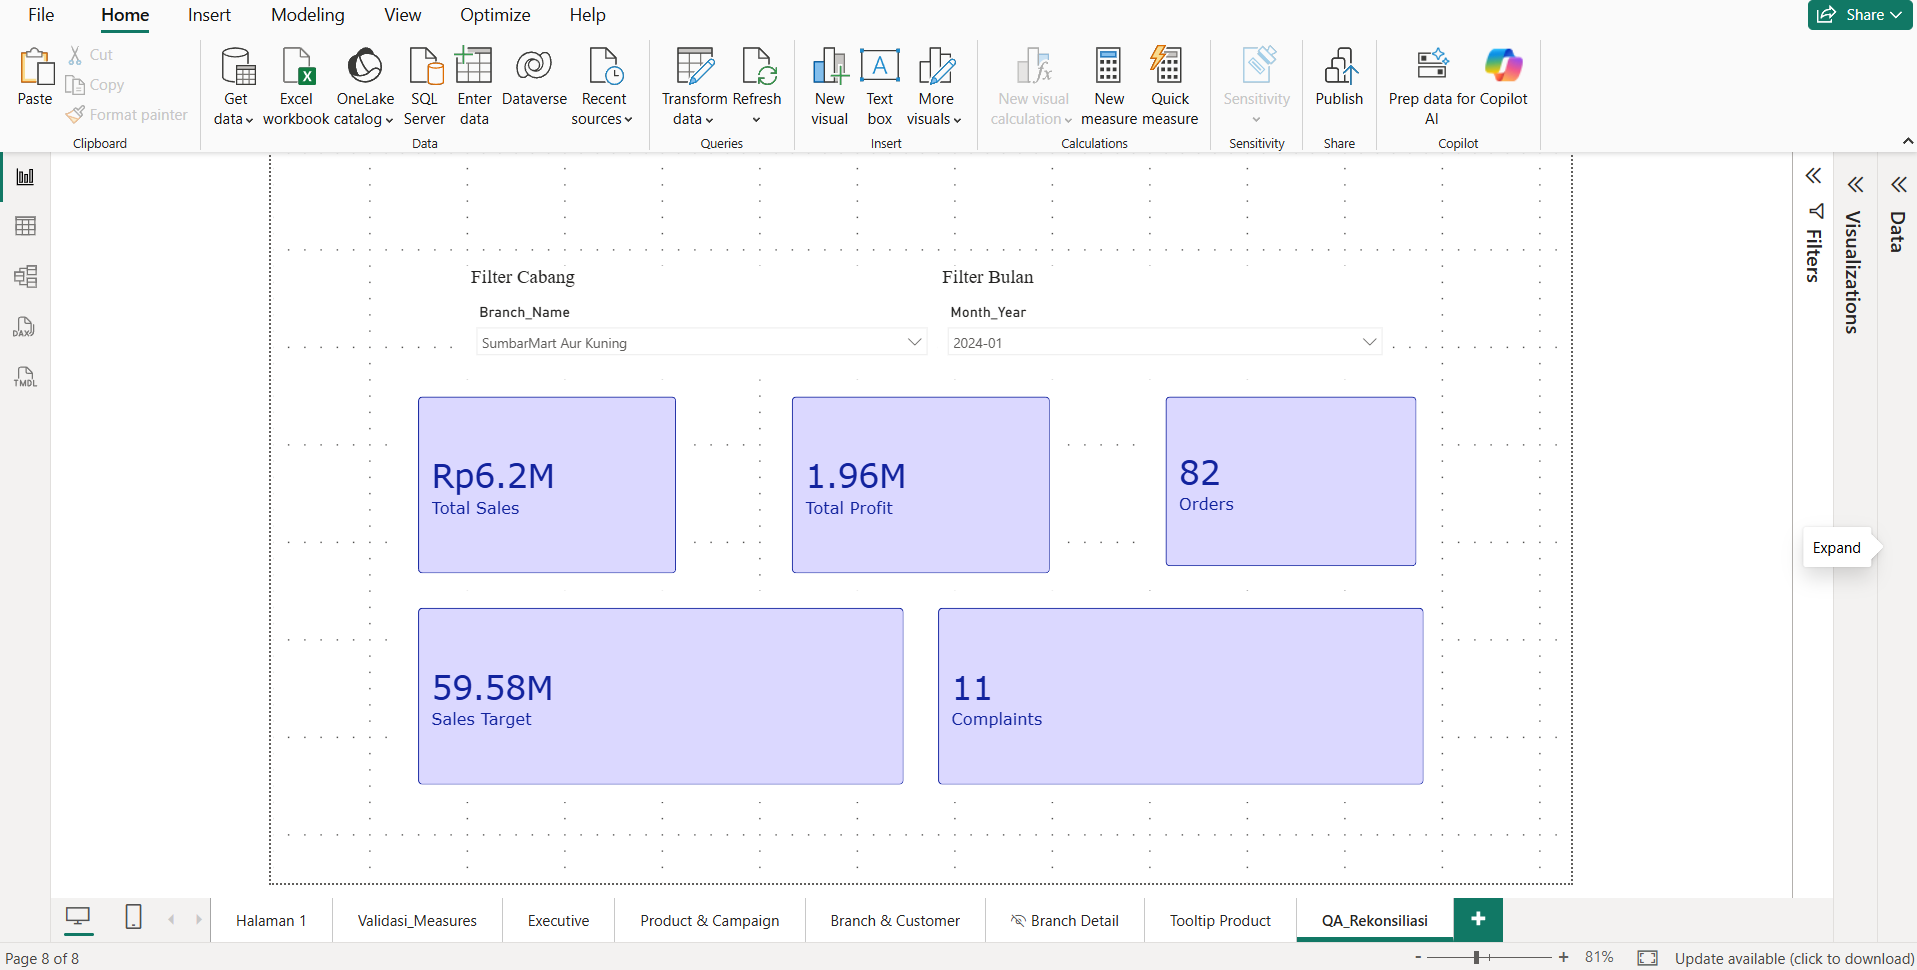 File Home Insert Modeling View Optimize Help
Share
Paste
Cut
Copy
Format painter
Clipboard
Get data
Excel workbook
OneLake catalog
SQL Server
Enter data
Dataverse
Recent sources
Data
Transform data
Refresh
Queries
New visual
Text box
More visuals
Insert
New visual calculation
New measure
Quick measure
Calculations
Sensitivity
Sensitivity
Publish
Share
Prep data for AI
Copilot
Copilot
DAX
TMDL
Filter Cabang
Filter Bulan
Branch_Name
Month_Year
SumbarMart Aur Kuning
2024-01
Rp6.2M
Total Sales
1.96M
Total Profit
82
Orders
59.58M
Sales Target
11
Complaints
Filters
Visualizations
Data
Expand
Halaman 1
Validasi_Measures
Executive
Product & Campaign
Branch & Customer
Branch Detail
Tooltip Product
QA_Rekonsiliasi
Page 8 of 8
- + 81%
Update available (click to download)